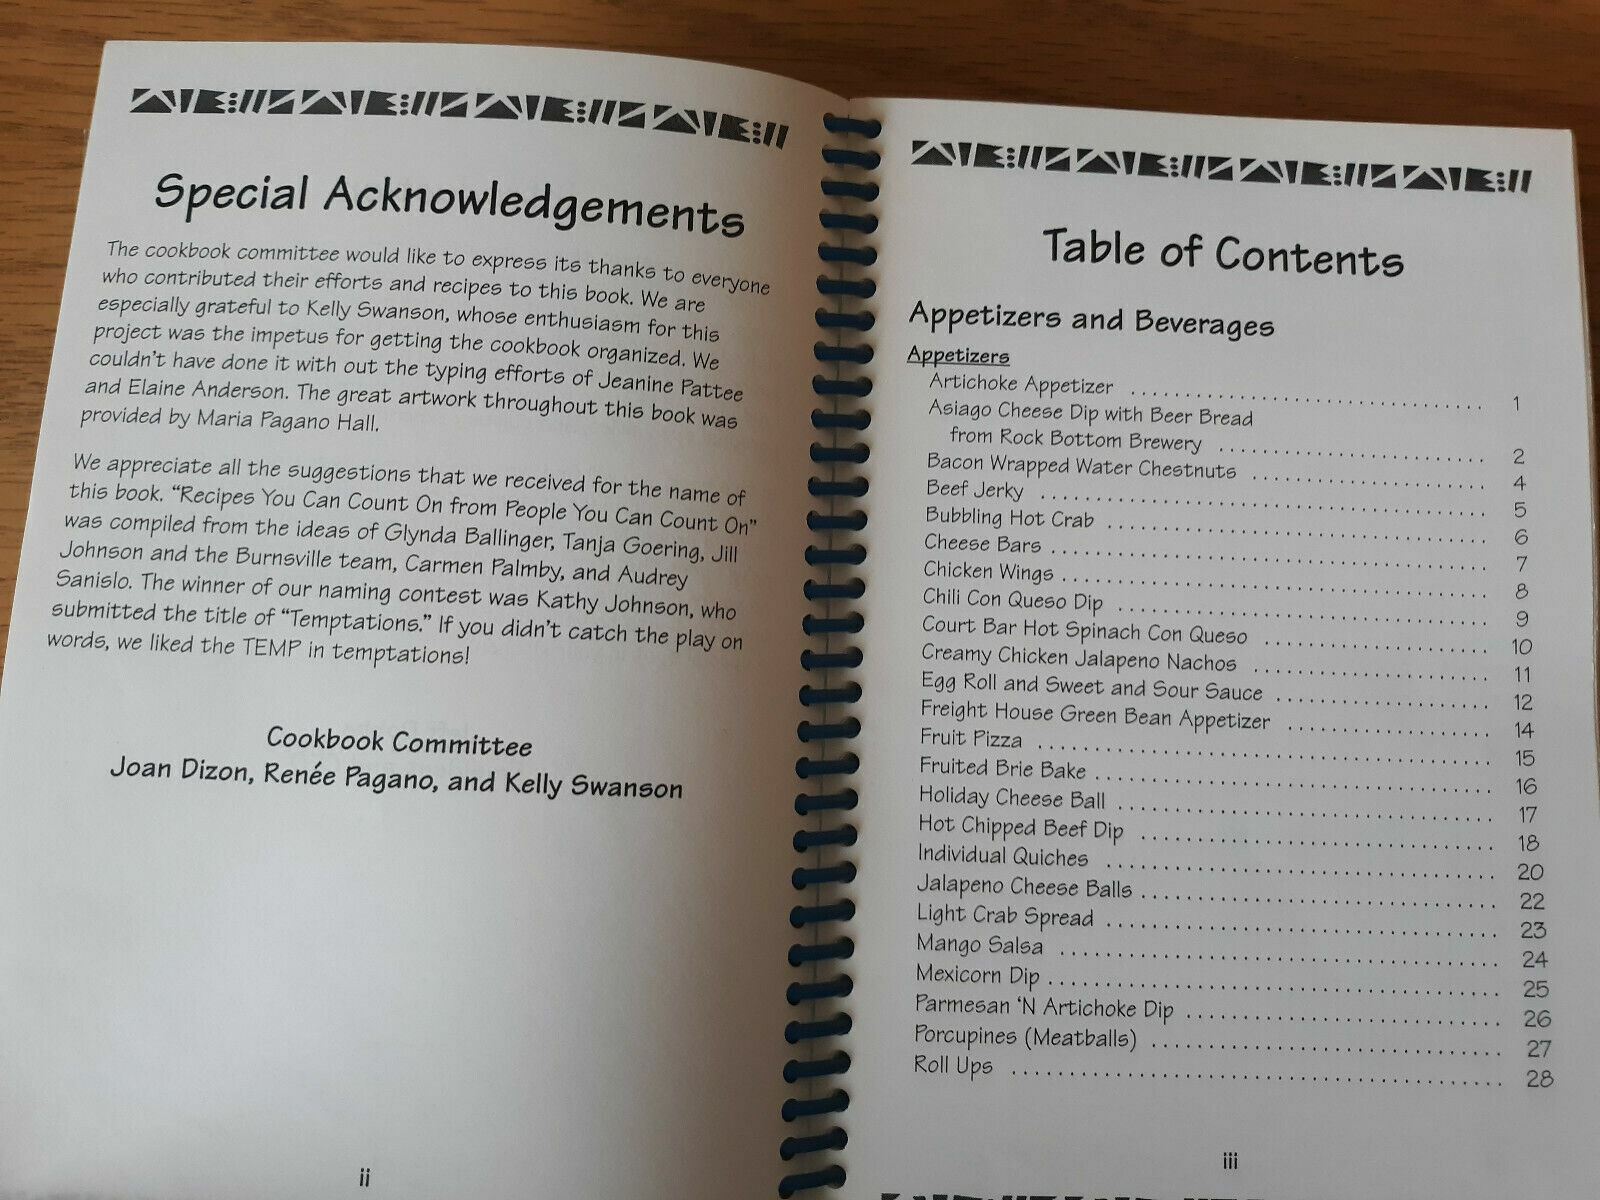 Special Acknowledgements
The cookbook committee would like to express its thanks to everyone
who contributed their efforts and recipes to this book. We are
especially grateful to Kelly Swanson, whose enthusiasm for this
project was the impetus for getting the cookbook organized. We
couldn't have done it with out the typing efforts of Jeanine Pattee
and Elaine Anderson. The great artwork throughout this book was
provided by Maria Pagano Hall.
We appreciate all the suggestions that we received for the name of
this book. “Recipes You Can Count On from People You Can Count On”
was compiled from the ideas of Glynda Ballinger, Tanja Goering, Jill
Johnson and the Burnsville team, Carmen Palmby, and Audrey
Sanislo. The winner of our naming contest was Kathy Johnson, who
submitted the title of “Temptations.” If you didn't catch the play on
words, we liked the TEMP in temptations!
Cookbook Committee
Joan Dizon, Renée Pagano, and Kelly Swanson
ii
Table of Contents
Appetizers and Beverages
Appetizers
Artichoke Appetizer . . . . . . . . . . 1
Asiago Cheese Dip with Beer Bread
from Rock Bottom Brewery . . . . . . . . . . 2
Bacon Wrapped Water Chestnuts . . . . . . . . . . 4
Beef Jerky . . . . . . . . . . 5
Bubbling Hot Crab . . . . . . . . . . 6
Cheese Bars . . . . . . . . . . 7
Chicken Wings . . . . . . . . . . 8
Chili Con Queso Dip . . . . . . . . . . 9
Court Bar Hot Spinach Con Queso . . . . . . . . . . 10
Creamy Chicken Jalapeno Nachos . . . . . . . . . . 11
Egg Roll and Sweet and Sour Sauce . . . . . . . . . . 12
Freight House Green Bean Appetizer . . . . . . . . . . 14
Fruit Pizza . . . . . . . . . . 15
Fruited Brie Bake . . . . . . . . . . 16
Holiday Cheese Ball . . . . . . . . . . 17
Hot Chipped Beef Dip . . . . . . . . . . 18
Individual Quiches . . . . . . . . . . 20
Jalapeno Cheese Balls . . . . . . . . . . 22
Light Crab Spread . . . . . . . . . . 23
Mango Salsa . . . . . . . . . . 24
Mexicorn Dip . . . . . . . . . . 25
Parmesan ‘N Artichoke Dip . . . . . . . . . . 26
Porcupines (Meatballs) . . . . . . . . . . 27
Roll Ups . . . . . . . . . . 28
iii